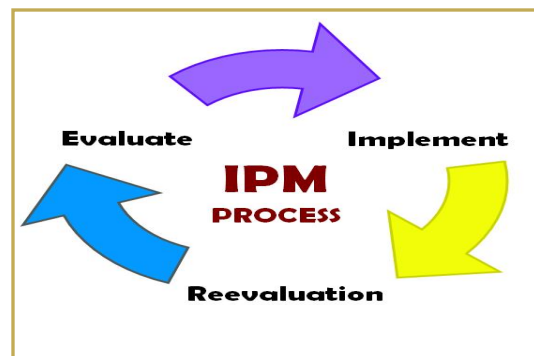 Evaluate
Implement
IPM
PROCESS
Reevaluation